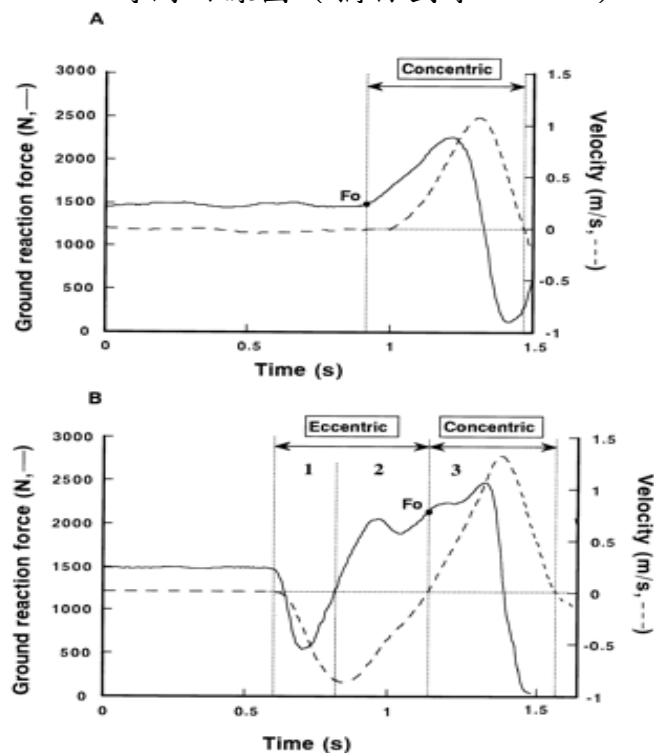 A
Concentric
Ground reaction force (N,—)
3000
2500
2000
1500
1000
500
0
Fo
1.5
1
0.5
0
-0.5
-1
Velocity (m/s,---)
0
0.5
1
1.5
Time (s)
B
Eccentric
Concentric
Ground reaction force (N,—)
3000
2500
2000
1500
1000
500
0
1
2
3
Fo
1.5
1
0.5
0
-0.5
-1
Velocity (m/s,---)
0
0.5
1
1.5
Time (s)